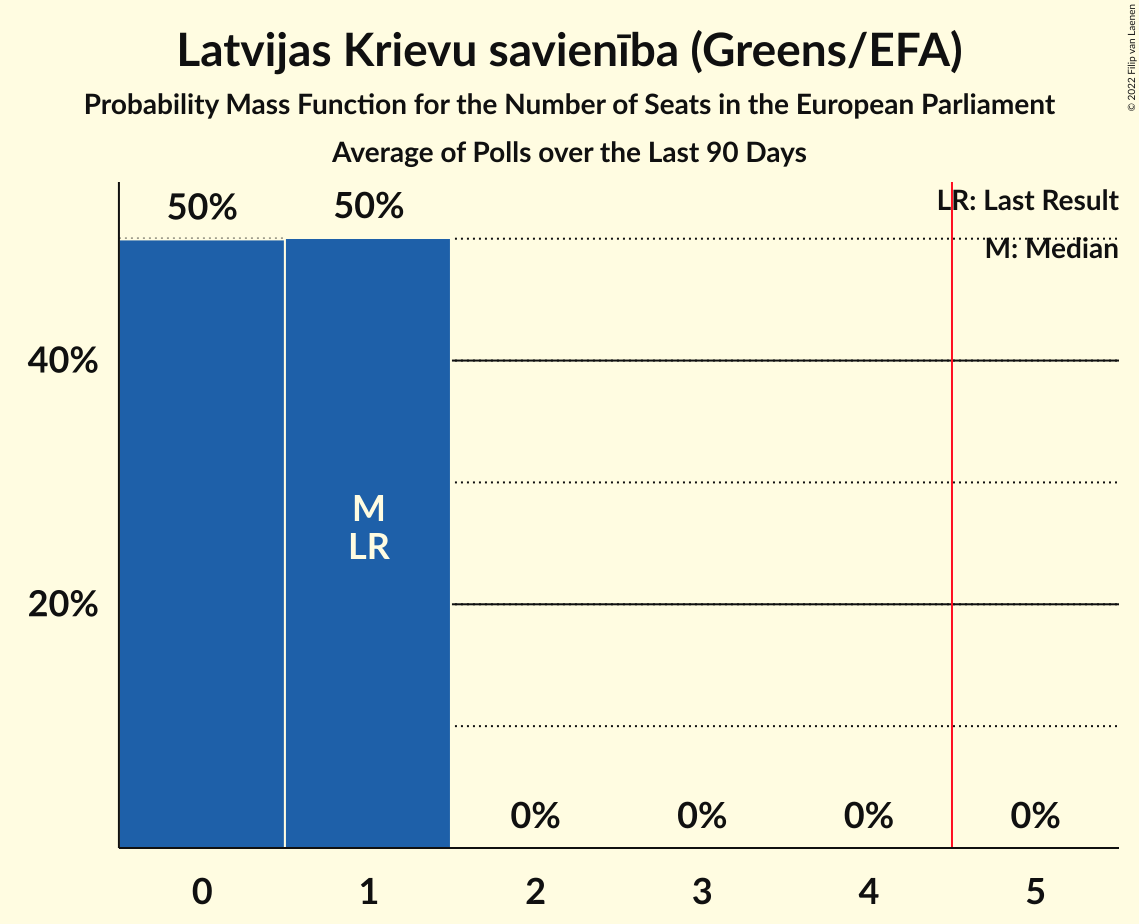 Latvijas Krievu savienība (Greens/EFA)
Probability Mass Function for the Number of Seats in the European Parliament
Average of Polls over the Last 90 Days
© 2022 Filip van Laenen
50%
50%
LR: Last Result
M: Median
40%
M
LR
20%
0%
0%
0%
0%
0
1
2
3
4
5